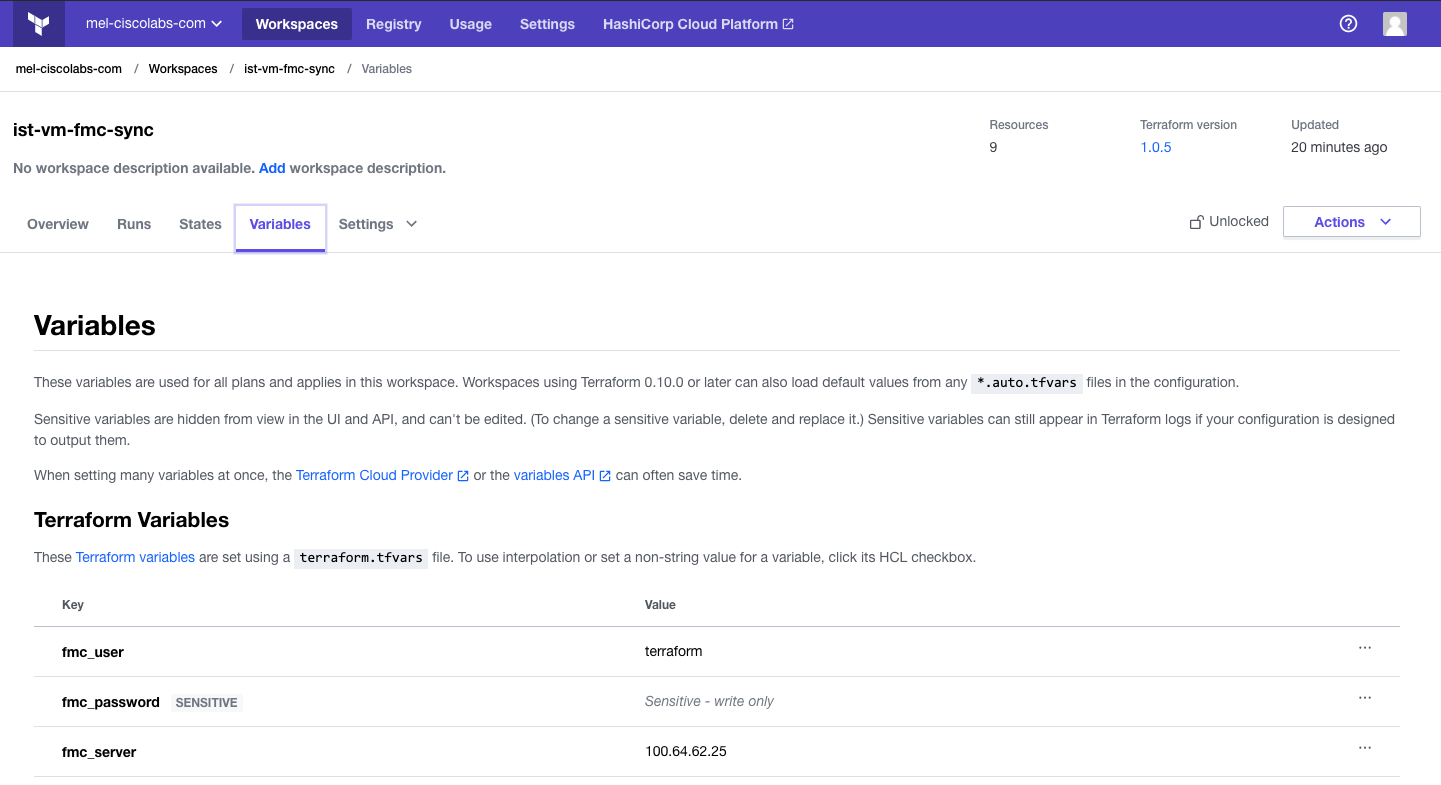 mel-ciscolabs-com Workspaces Registry Usage Settings HashiCorp Cloud Platform
mel-ciscolabs-com / Workspaces / ist-vm-fmc-sync / Variables
ist-vm-fmc-sync
No workspace description available. Add workspace description.
Resources
9
Terraform version
1.0.5
Updated
20 minutes ago
Overview Runs States Variables Settings
Unlocked
Actions
Variables
These variables are used for all plans and applies in this workspace. Workspaces using Terraform 0.10.0 or later can also load default values from any *.auto.tfvars files in the configuration.
Sensitive variables are hidden from view in the UI and API, and can't be edited. (To change a sensitive variable, delete and replace it.) Sensitive variables can still appear in Terraform logs if your configuration is designed
to output them.
When setting many variables at once, the Terraform Cloud Provider or the variables API can often save time.
Terraform Variables
These Terraform variables are set using a terraform.tfvars file. To use interpolation or set a non-string value for a variable, click its HCL checkbox.
Key Value
fmc_user terraform ...
fmc_password SENSITIVE Sensitive - write only ...
fmc_server 100.64.62.25 ...